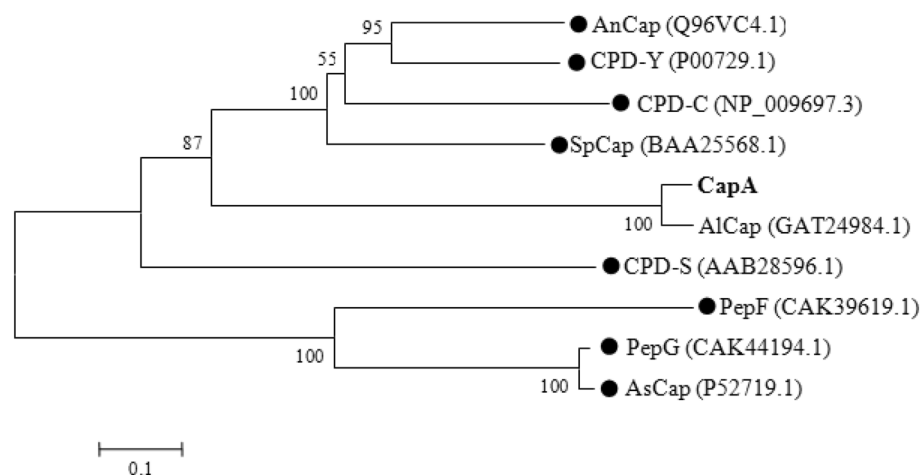 95
AnCap (Q96VC4.1)
55
CPD-Y (P00729.1)
100
CPD-C (NP_009697.3)
87
SpCap (BAA25568.1)
CapA
100
AlCap (GAT24984.1)
CPD-S (AAB28596.1)
PepF (CAK39619.1)
100
PepG (CAK44194.1)
100
AsCap (P52719.1)
0.1